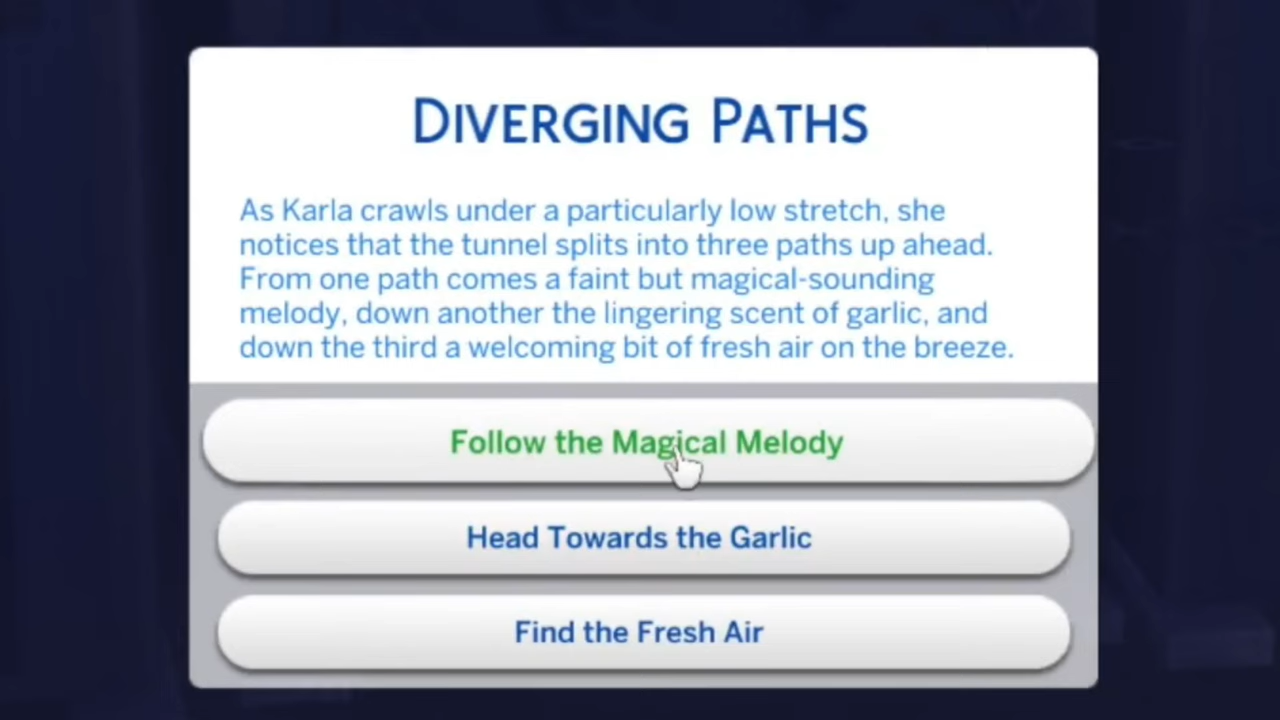 DIVERGING PATHS
As Karla crawls under a particularly low stretch, she
notices that the tunnel splits into three paths up ahead.
From one path comes a faint but magical-sounding
melody, down another the lingering scent of garlic, and
down the third a welcoming bit of fresh air on the breeze.
Follow the Magical Melody
Head Towards the Garlic
Find the Fresh Air